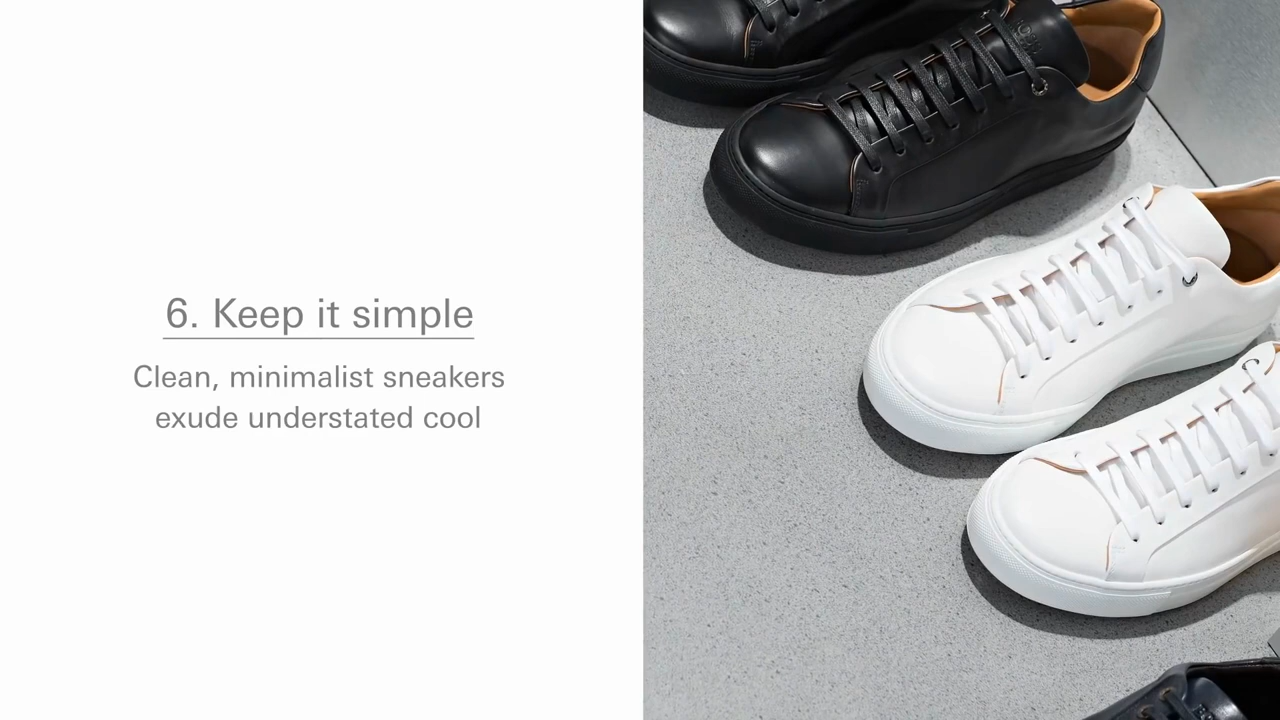 6. Keep it simple
Clean, minimalist sneakers
exude understated cool